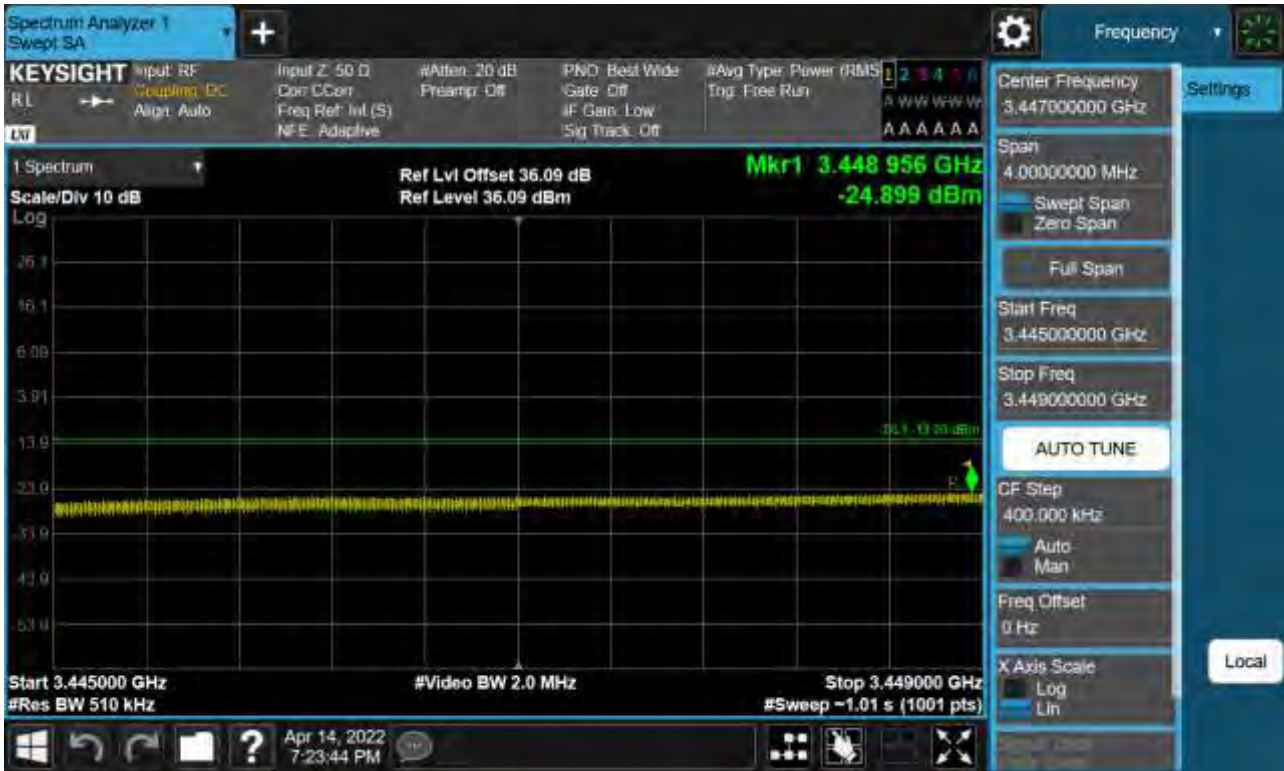 Spectrum Analyzer 1
Swept SA
Frequency
KEYSIGHT
RL
Input: RF
Coupling: DC
Align: Auto
Input Z: 50 Ω
Corr CCorr
Freq Ref: Int (S)
NFE: Adaptive
#Atten: 20 dB
Preamp: Off
PNO: Best Wide
Gate: Off
IF Gain: Low
Sig Track: Off
#Avg Type: Power (RMS
Trig: Free Run
1 2 3 4 5 6
A W W W W W
A A A A A A
LXI
1 Spectrum
Scale/Div 10 dB
Log
Ref Lvl Offset 36.09 dB
Ref Level 36.09 dBm
Mkr1 3.448 956 GHz
-24.899 dBm
26.1
16.1
6.09
-3.91
-13.9
-23.9
-33.9
-43.9
-53.9
Start 3.445000 GHz
#Res BW 510 kHz
#Video BW 2.0 MHz
Stop 3.449000 GHz
#Sweep ~1.01 s (1001 pts)
Apr 14, 2022
7:23:44 PM
Center Frequency
3.447000000 GHz
Span
4.00000000 MHz
Swept Span
Zero Span
Full Span
Start Freq
3.445000000 GHz
Stop Freq
3.449000000 GHz
AUTO TUNE
CF Step
400.000 kHz
Auto
Man
Freq Offset
0 Hz
X Axis Scale
Log
Lin
Settings
Local